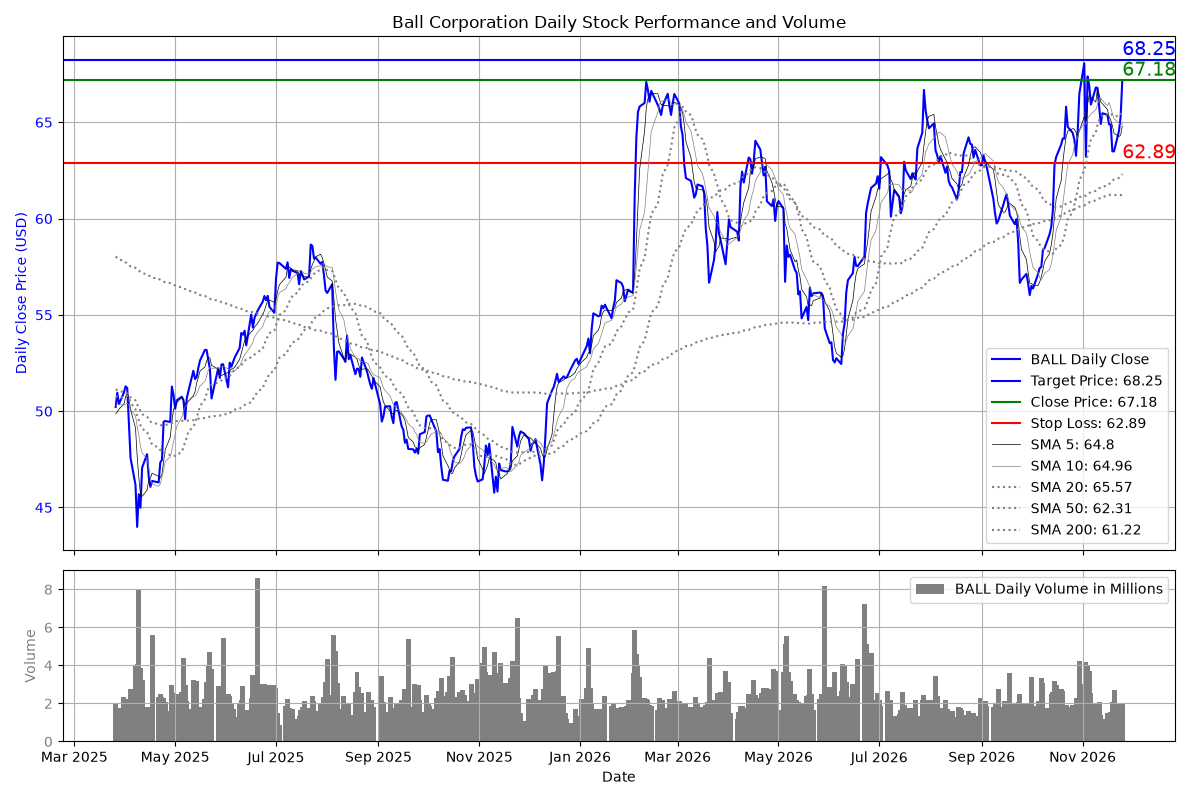 Ball Corporation Daily Stock Performance and Volume
68.25
67.18
65
62.89
60
55
50
45
Daily Close Price (USD)
BALL Daily Close
Target Price: 68.25
Close Price: 67.18
Stop Loss: 62.89
SMA 5: 64.8
SMA 10: 64.96
SMA 20: 65.57
SMA 50: 62.31
SMA 200: 61.22
BALL Daily Volume in Millions
8
6
4
2
0
Volume
Mar 2025 May 2025 Jul 2025 Sep 2025 Nov 2025 Jan 2026 Mar 2026 May 2026 Jul 2026 Sep 2026 Nov 2026
Date